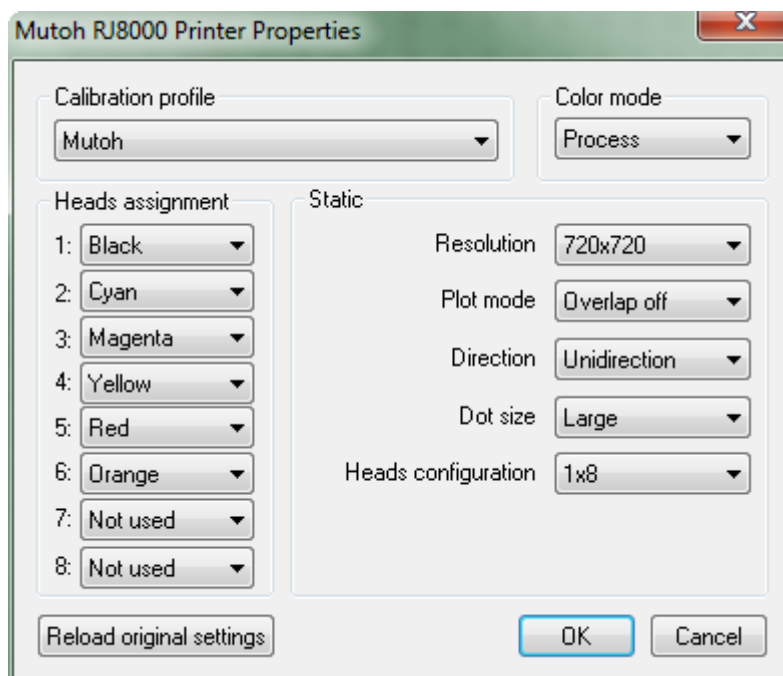 Mutoh RJ8000 Printer Properties
Calibration profile
Mutoh
Color mode
Process
Heads assignment
1: Black
2: Cyan
3: Magenta
4: Yellow
5: Red
6: Orange
7: Not used
8: Not used
Static
Resolution 720x720
Plot mode Overlap off
Direction Unidirection
Dot size Large
Heads configuration 1x8
Reload original settings
OK
Cancel